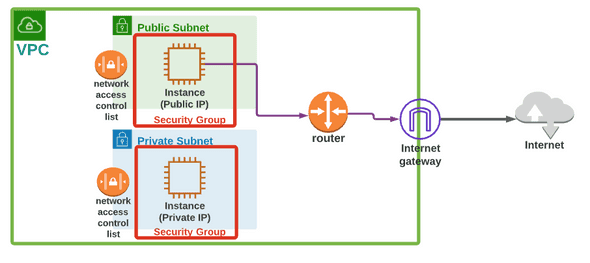 VPC
Public Subnet
network
access
control
list
Instance
(Public IP)
Security Group
Private Subnet
network
access
control
list
Instance
(Private IP)
Security Group
router
Internet
gateway
Internet